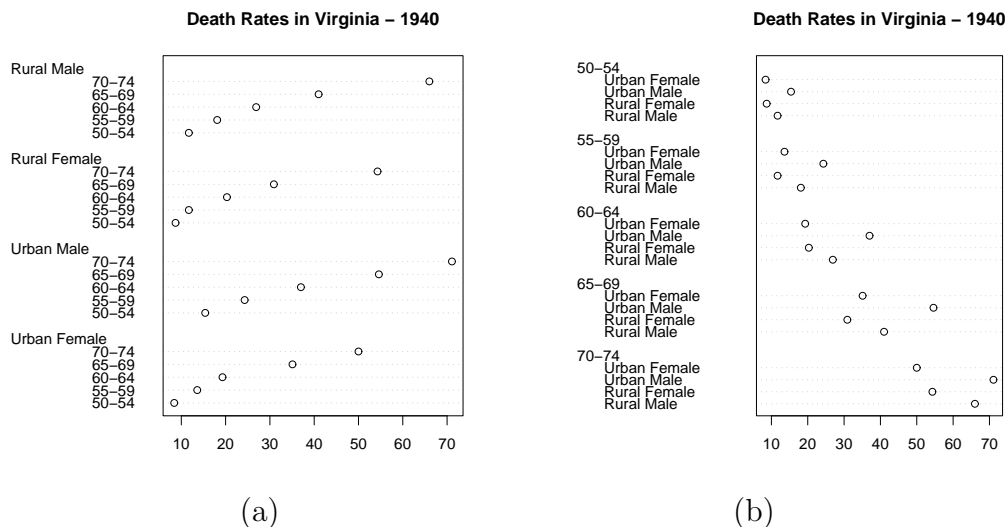 Death Rates in Virginia − 1940
Rural Male
70−74
65−69
60−64
55−59
50−54
Rural Female
70−74
65−69
60−64
55−59
50−54
Urban Male
70−74
65−69
60−64
55−59
50−54
Urban Female
70−74
65−69
60−64
55−59
50−54
10 20 30 40 50 60 70
(a)
Death Rates in Virginia − 1940
50−54
Urban Female
Urban Male
Rural Female
Rural Male
55−59
Urban Female
Urban Male
Rural Female
Rural Male
60−64
Urban Female
Urban Male
Rural Female
Rural Male
65−69
Urban Female
Urban Male
Rural Female
Rural Male
70−74
Urban Female
Urban Male
Rural Female
Rural Male
10 20 30 40 50 60 70
(b)